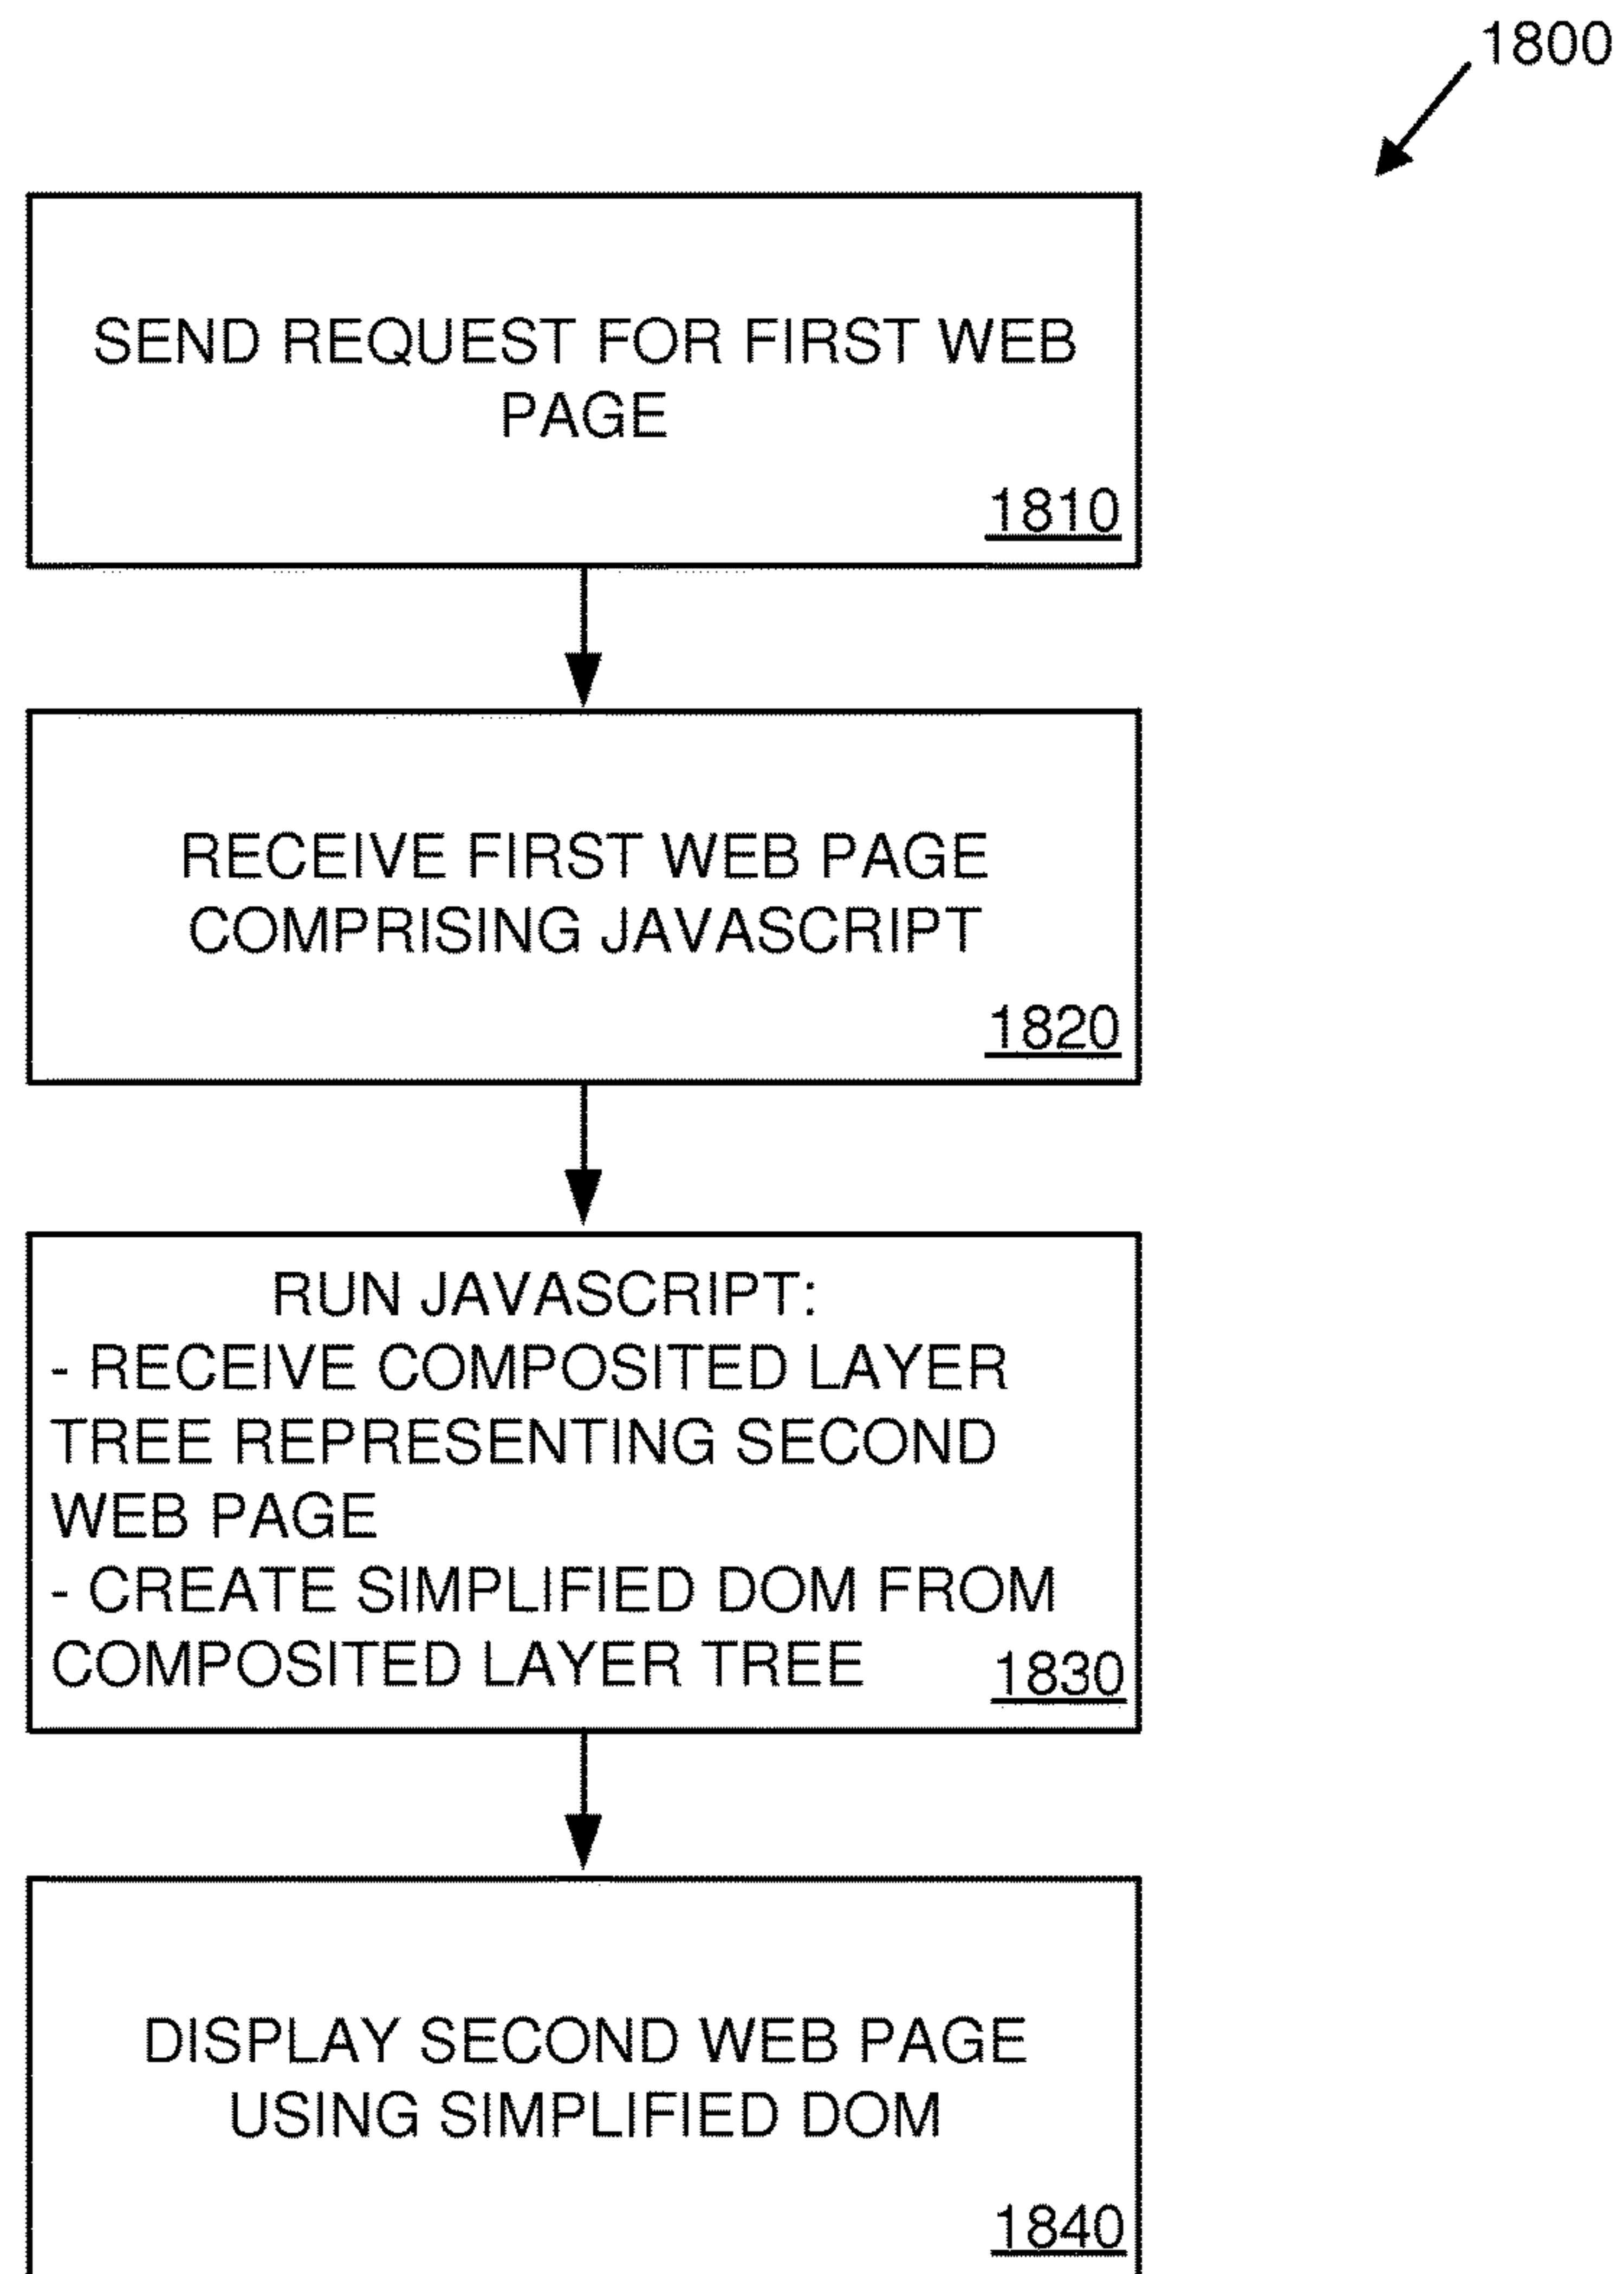 1800
SEND REQUEST FOR FIRST WEB
PAGE
1810
RECEIVE FIRST WEB PAGE
COMPRISING JAVASCRIPT
1820
RUN JAVASCRIPT:
- RECEIVE COMPOSITED LAYER
TREE REPRESENTING SECOND
WEB PAGE
- CREATE SIMPLIFIED DOM FROM
COMPOSITED LAYER TREE
1830
DISPLAY SECOND WEB PAGE
USING SIMPLIFIED DOM
1840